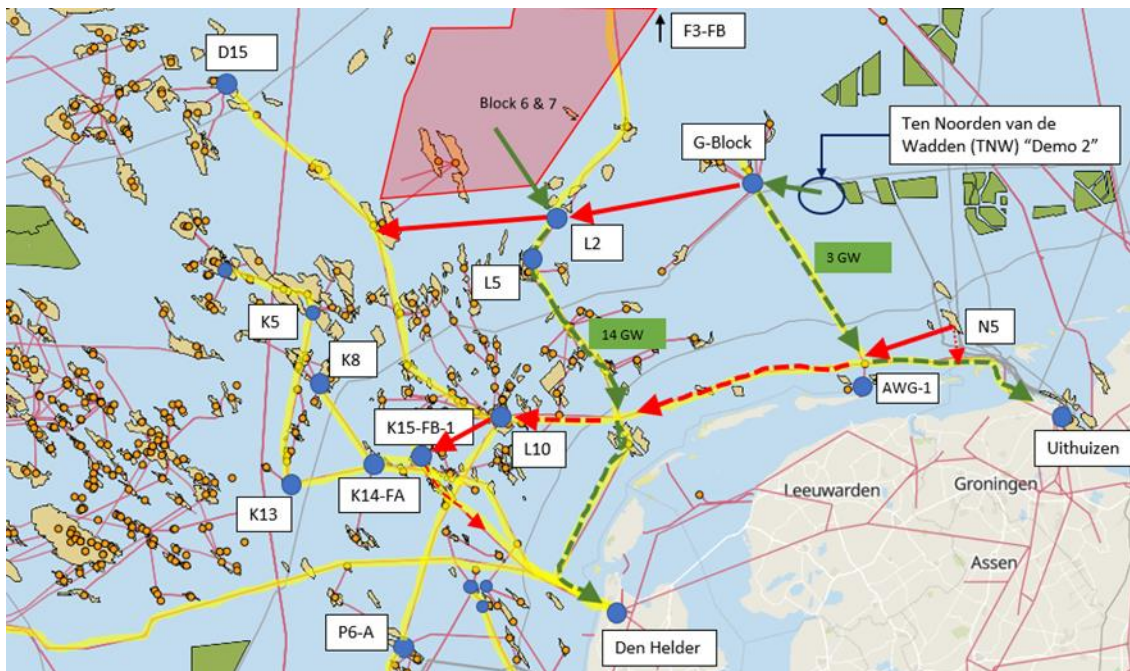 F3-FB
D15
Block 6 & 7
G-Block
Ten Noorden van de
Wadden (TNW) “Demo 2”
L2
L5
3 GW
K5
14 GW
N5
K8
AWG-1
K15-FB-1
L10
Uithuizen
K14-FA
K13
Leeuwarden
Groningen
Assen
P6-A
Den Helder